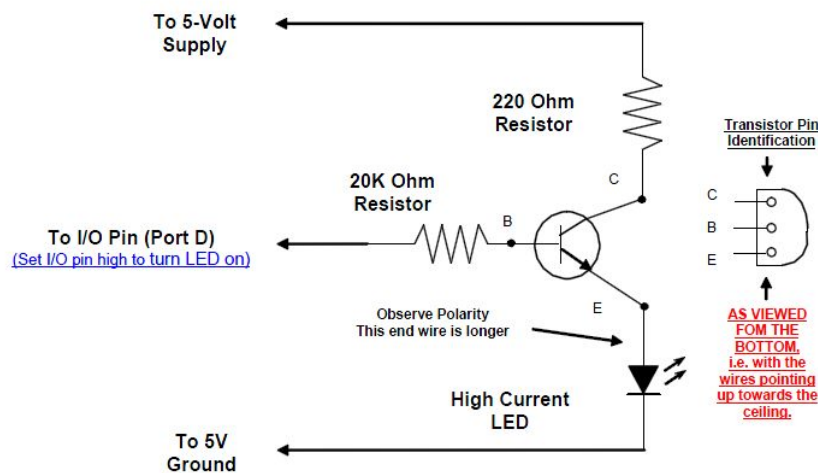 To 5-Volt
Supply
220 Ohm
Resistor
Transistor Pin
Identification
C
20K Ohm
Resistor
C
B
B
To I/O Pin (Port D)
(Set I/O pin high to turn LED on)
E
E
Observe Polarity
This end wire is longer
AS VIEWED
FOM THE
BOTTOM,
i.e. with the
wires pointing
up towards the
ceiling.
High Current
LED
To 5V
Ground